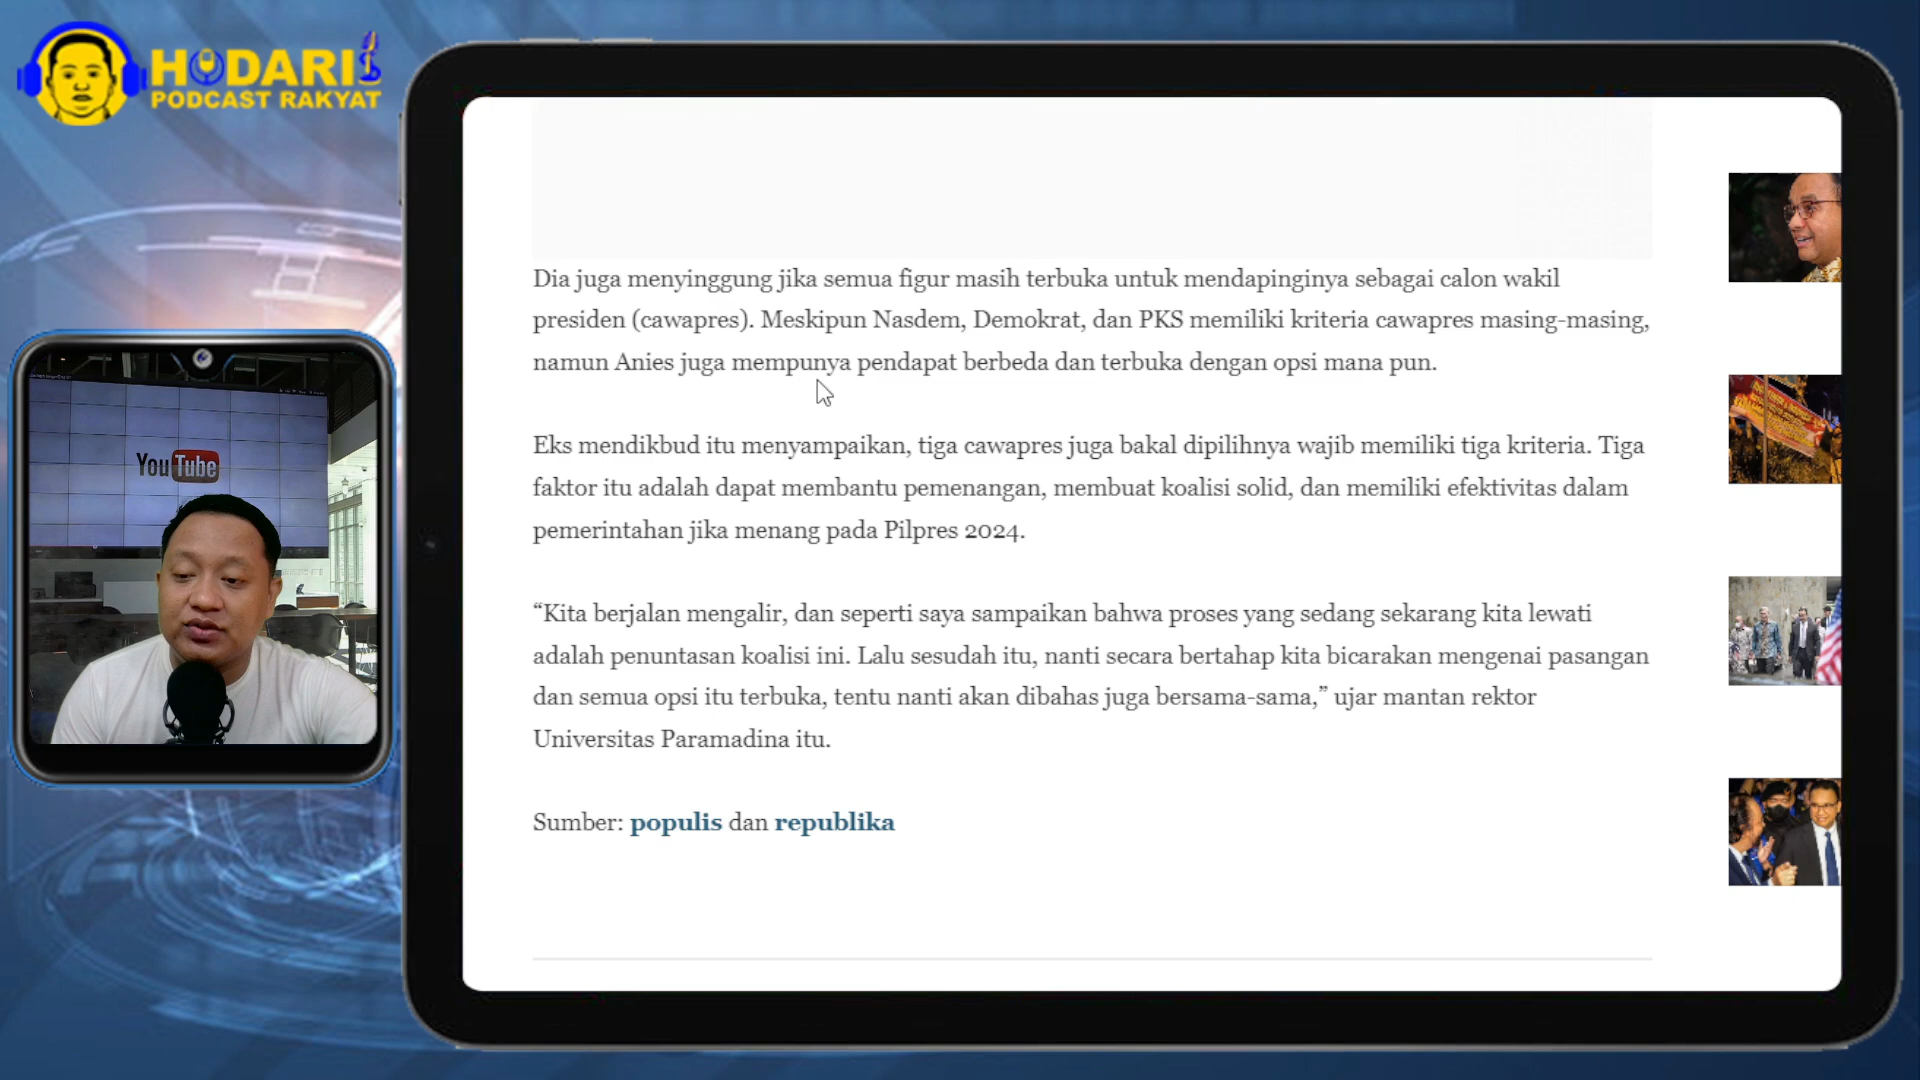 HODARI
PODCAST RAKYAT
YouTube
Dia juga menyinggung jika semua figur masih terbuka untuk mendapinginya sebagai calon wakil
presiden (cawapres). Meskipun Nasdem, Demokrat, dan PKS memiliki kriteria cawapres masing-masing,
namun Anies juga mempunya pendapat berbeda dan terbuka dengan opsi mana pun.
Eks mendikbud itu menyampaikan, tiga cawapres juga bakal dipilihnya wajib memiliki tiga kriteria. Tiga
faktor itu adalah dapat membantu pemenangan, membuat koalisi solid, dan memiliki efektivitas dalam
pemerintahan jika menang pada Pilpres 2024.
“Kita berjalan mengalir, dan seperti saya sampaikan bahwa proses yang sedang sekarang kita lewati
adalah penuntasan koalisi ini. Lalu sesudah itu, nanti secara bertahap kita bicarakan mengenai pasangan
dan semua opsi itu terbuka, tentu nanti akan dibahas juga bersama-sama,” ujar mantan rektor
Universitas Paramadina itu.
Sumber: populis dan republika